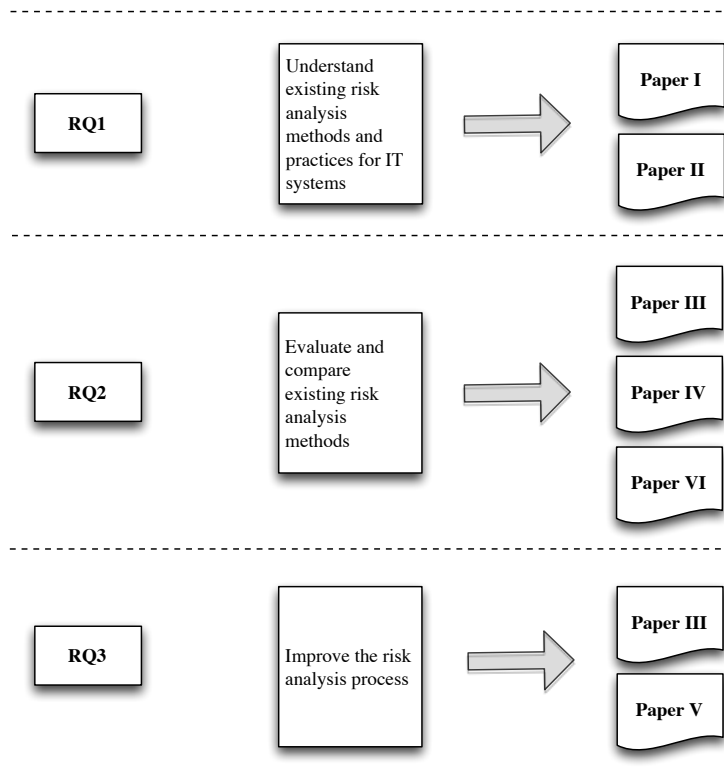 RQ1
Understand
existing risk
analysis
methods and
practices for IT
systems
Paper I
Paper II
RQ2
Evaluate and
compare
existing risk
analysis
methods
Paper III
Paper IV
Paper VI
RQ3
Improve the risk
analysis process
Paper III
Paper V